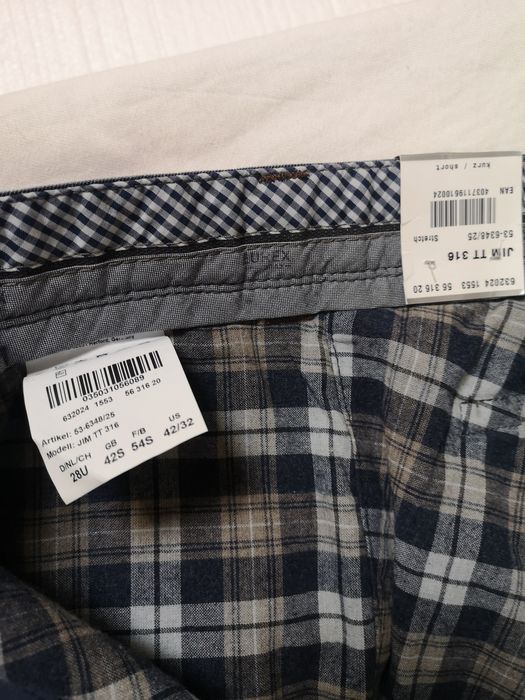 kurz / short
EAN 4037119610024
53-6348/25
Stretch
JIM TT 316
632024 1553 56 316 20
035031056089
632024 1553 56 316 20
Artikel: 53-6348/25
Modell: JIM TT 316
D/NL/CH GB F/B US
28U 42S 54S 42/32